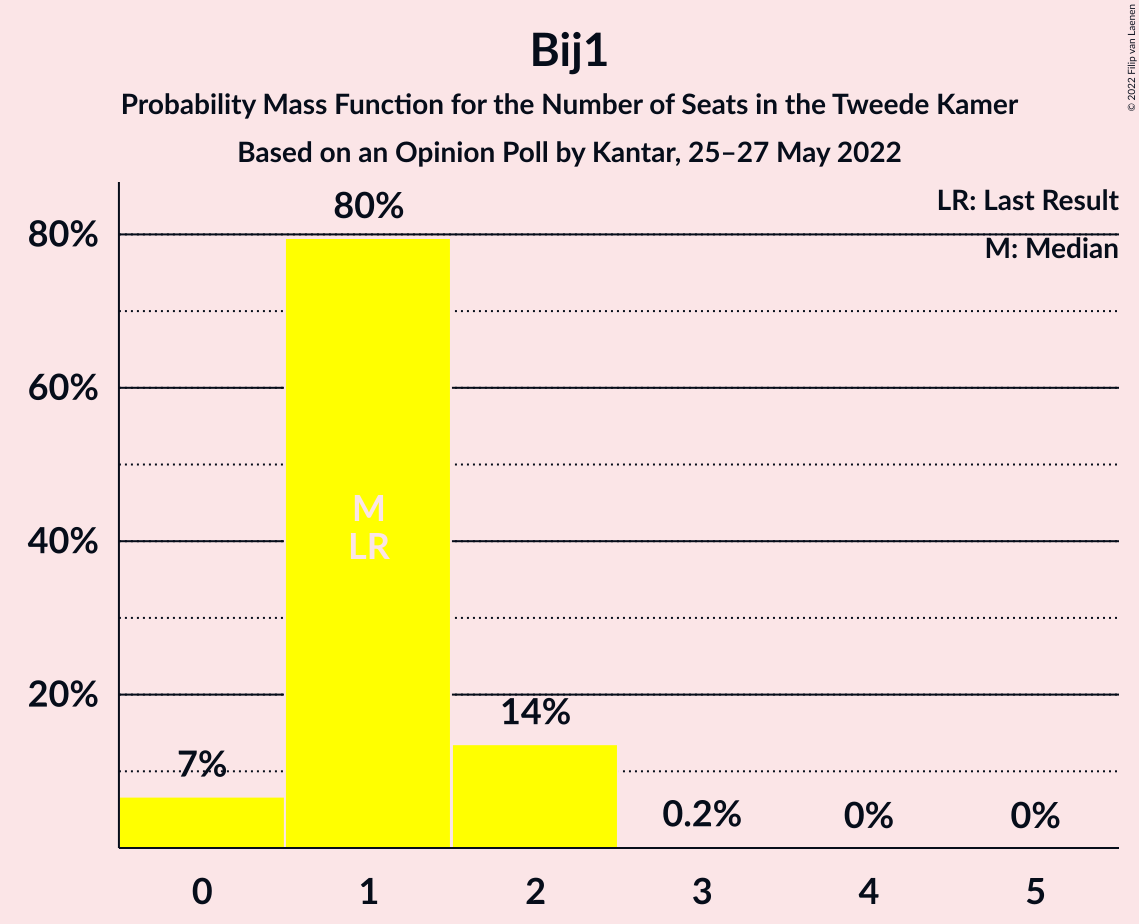 Bij1
Probability Mass Function for the Number of Seats in the Tweede Kamer
Based on an Opinion Poll by Kantar, 25–27 May 2022
© 2022 Filip van Laenen
LR: Last Result
M: Median
80%
60%
40%
20%
7%
80%
M
LR
14%
0.2%
0%
0%
0 1 2 3 4 5